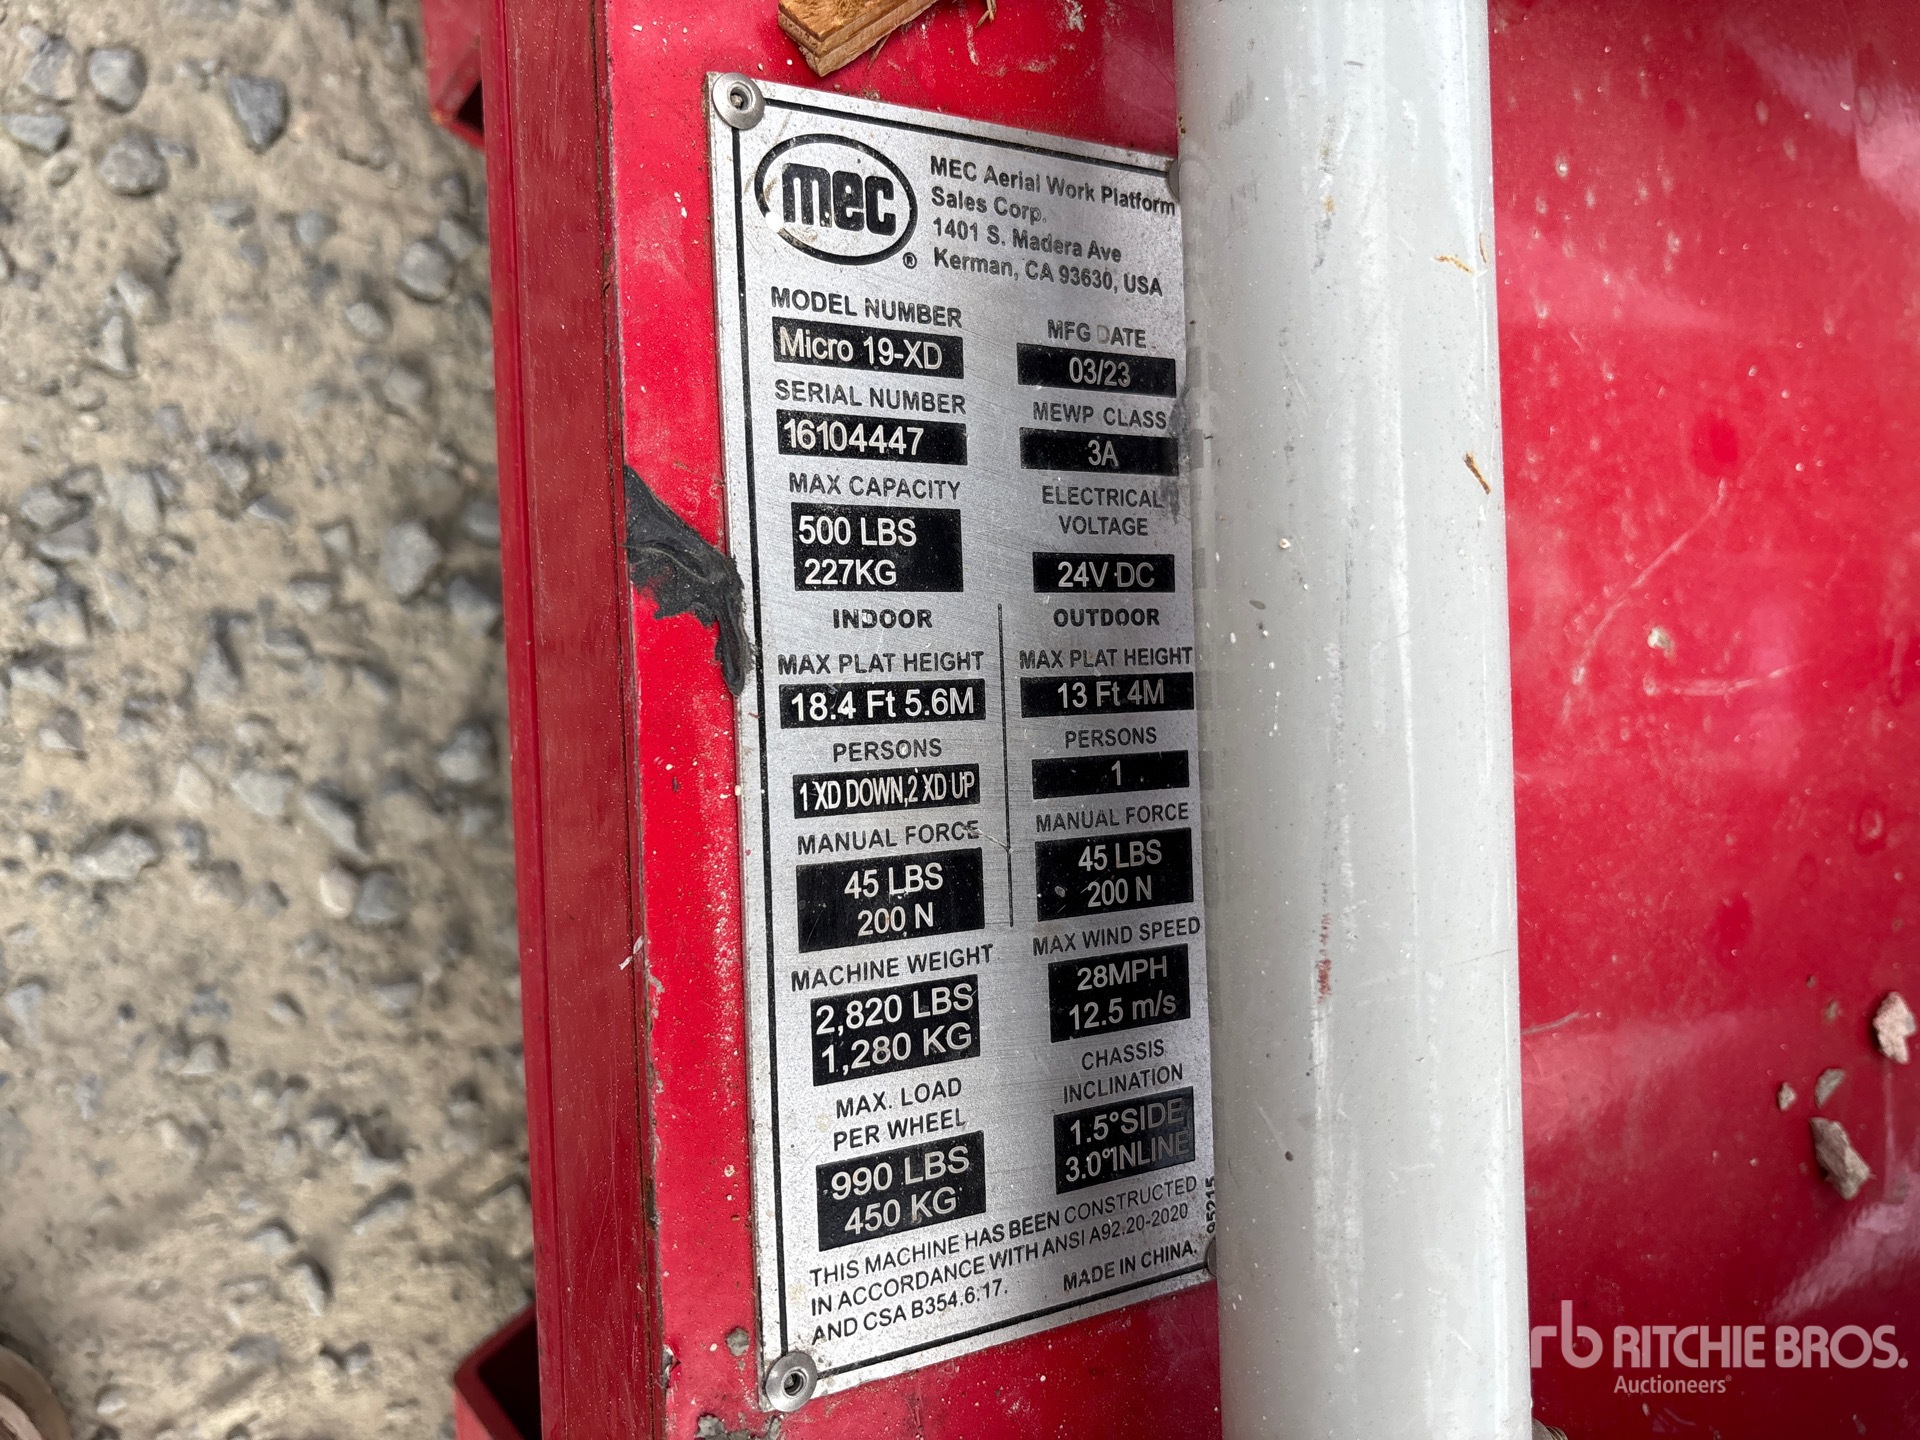 mec
®
MEC Aerial Work Platform
Sales Corp.
1401 S. Madera Ave
Kerman, CA 93630, USA
MODEL NUMBER
Micro 19-XD
MFG DATE
03/23
SERIAL NUMBER
16104447
MEWP CLASS
3A
MAX CAPACITY
500 LBS
227KG
ELECTRICAL
VOLTAGE
24V DC
INDOOR
MAX PLAT HEIGHT
18.4 Ft 5.6M
PERSONS
1 XD DOWN,2 XD UP
MANUAL FORCE
45 LBS
200 N
OUTDOOR
MAX PLAT HEIGHT
13 Ft 4M
PERSONS
1
MANUAL FORCE
45 LBS
200 N
MACHINE WEIGHT
2,820 LBS
1,280 KG
MAX WIND SPEED
28MPH
12.5 m/s
MAX. LOAD
PER WHEEL
990 LBS
450 KG
CHASSIS
INCLINATION
1.5°SIDE
3.0°INLINE
THIS MACHINE HAS BEEN CONSTRUCTED
IN ACCORDANCE WITH ANSI A92.20-2020
AND CSA B354.6.17. MADE IN CHINA.
95215
rb RITCHIE BROS.
Auctioneers